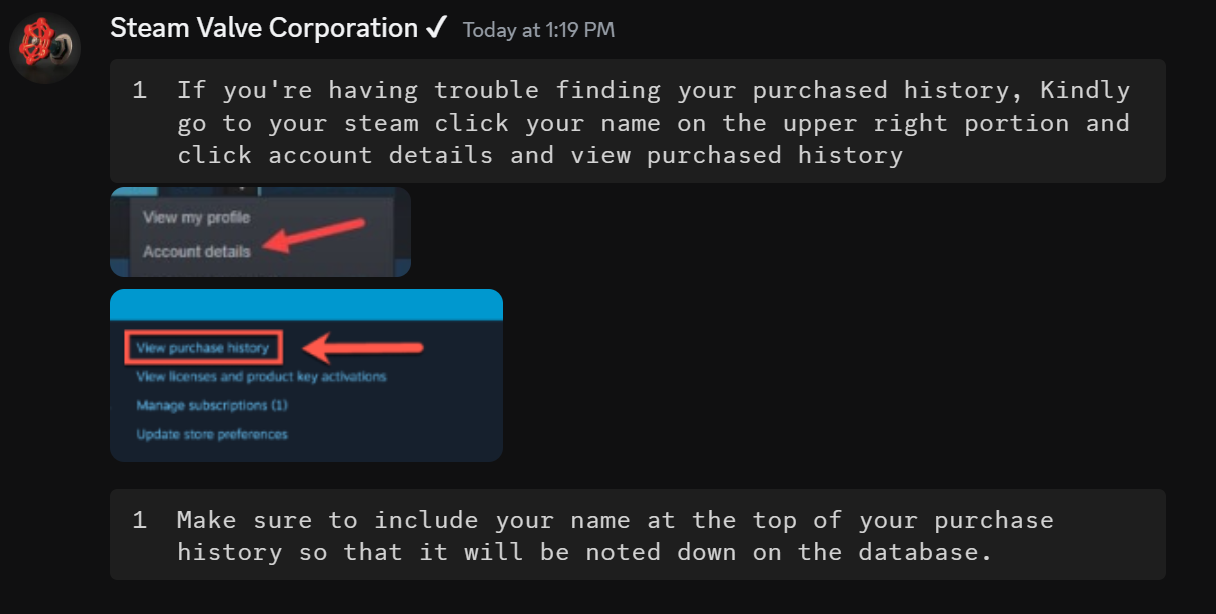 Steam Valve Corporation ✓ Today at 1:19 PM
1 If you're having trouble finding your purchased history, Kindly
go to your steam click your name on the upper right portion and
click account details and view purchased history
View my profile
Account details
View purchase history
View licenses and product key activations
Manage subscriptions (1)
Update store preferences
1 Make sure to include your name at the top of your purchase
history so that it will be noted down on the database.